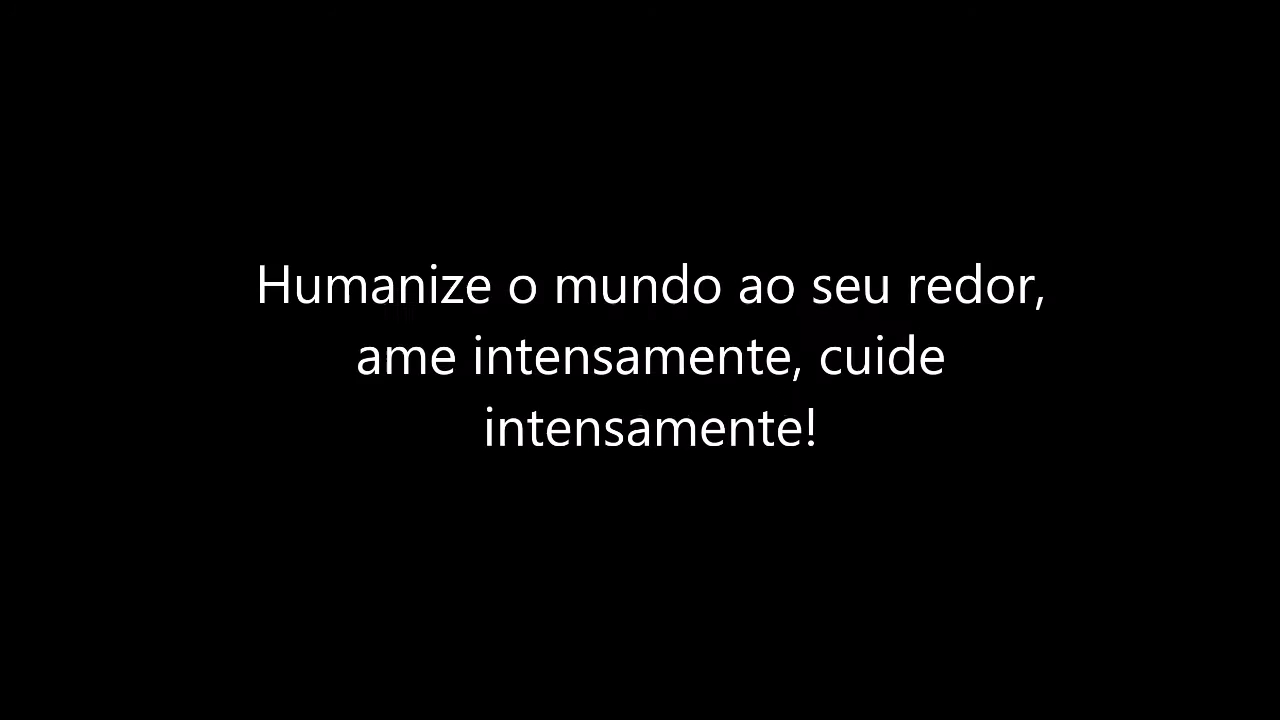 Humanize o mundo ao seu redor,
ame intensamente, cuide
intensamente!